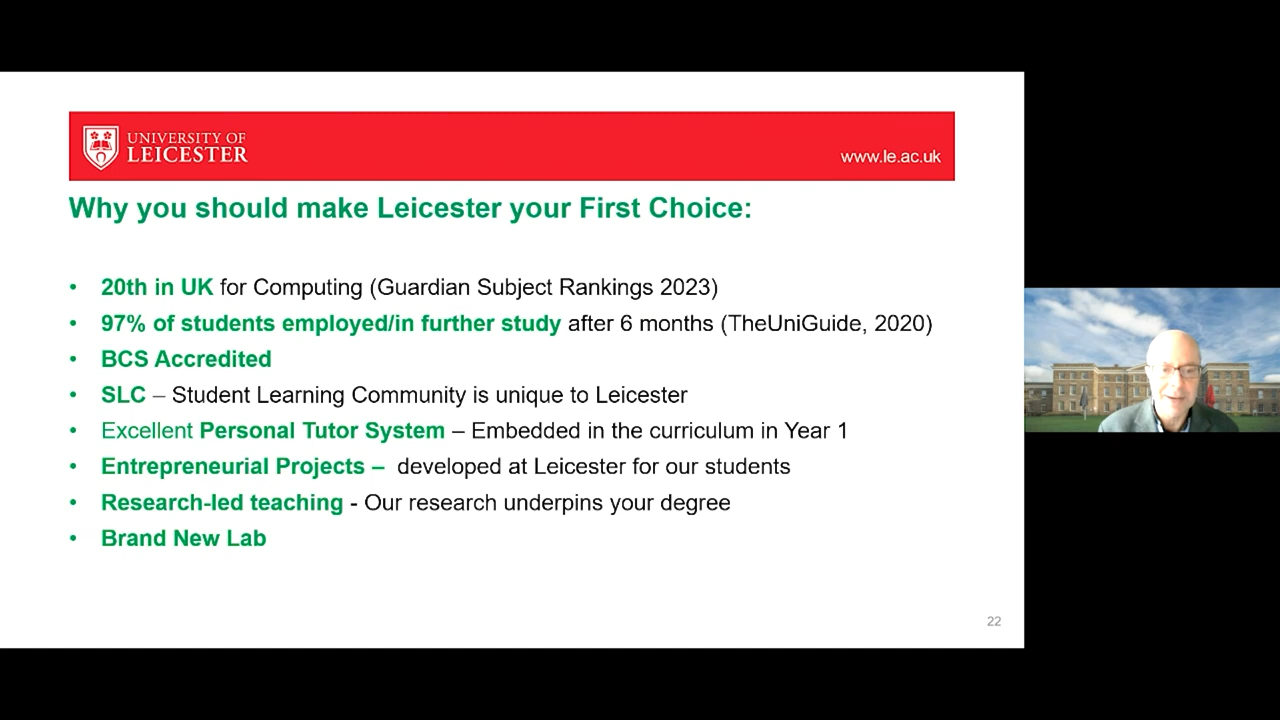 UNIVERSITY OF
LEICESTER
www.le.ac.uk
Why you should make Leicester your First Choice:
• 20th in UK for Computing (Guardian Subject Rankings 2023)
• 97% of students employed/in further study after 6 months (TheUniGuide, 2020)
• BCS Accredited
• SLC – Student Learning Community is unique to Leicester
• Excellent Personal Tutor System – Embedded in the curriculum in Year 1
• Entrepreneurial Projects – developed at Leicester for our students
• Research-led teaching - Our research underpins your degree
• Brand New Lab
22